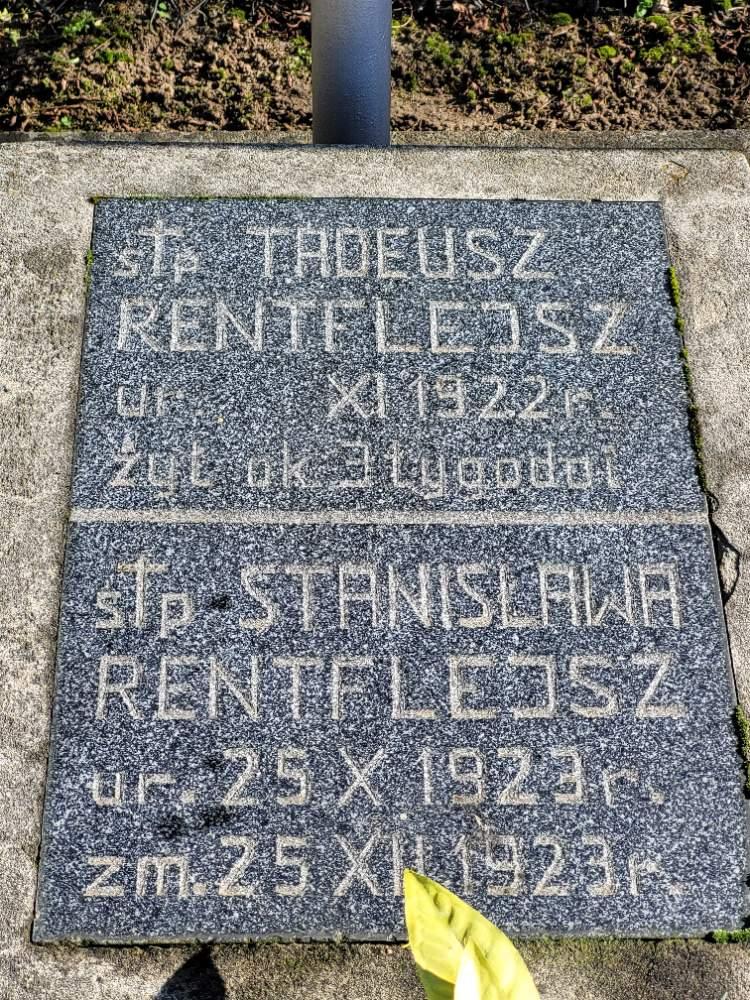 ś†p TADEUSZ
RENTFLEJSZ
ur. XI 1922 r.
żył ok. 3 tygodni
ś†p STANISŁAWA
RENTFLEJSZ
ur. 25 X 1923 r.
zm. 25 XII 1923 r.